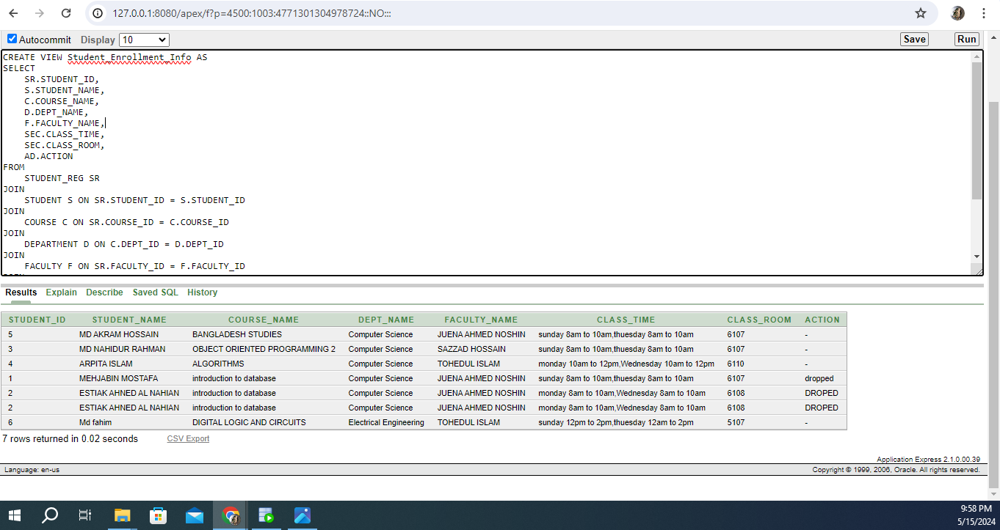 127.0.0.1:8080/apex/f?p=4500:1003:4771301304978724::NO:::
Autocommit Display 10 Save Run
CREATE VIEW Student_Enrollment_Info AS
SELECT
SR.STUDENT_ID,
S.STUDENT_NAME,
C.COURSE_NAME,
D.DEPT_NAME,
F.FACULTY_NAME,
SEC.CLASS_TIME,
SEC.CLASS_ROOM,
AD.ACTION
FROM
STUDENT_REG SR
JOIN
STUDENT S ON SR.STUDENT_ID = S.STUDENT_ID
JOIN
COURSE C ON SR.COURSE_ID = C.COURSE_ID
JOIN
DEPARTMENT D ON C.DEPT_ID = D.DEPT_ID
JOIN
FACULTY F ON SR.FACULTY_ID = F.FACULTY_ID
Results Explain Describe Saved SQL History
STUDENT_ID STUDENT_NAME COURSE_NAME DEPT_NAME FACULTY_NAME CLASS_TIME CLASS_ROOM ACTION
5 MD AKRAM HOSSAIN BANGLADESH STUDIES Computer Science JUENA AHMED NOSHIN sunday 8am to 10am,thuesday 8am to 10am 6107 -
3 MD NAHIDUR RAHMAN OBJECT ORIENTED PROGRAMMING 2 Computer Science SAZZAD HOSSAIN sunday 8am to 10am,thuesday 8am to 10am 6107 -
4 ARPITA ISLAM ALGORITHMS Computer Science TOHEDUL ISLAM monday 10am to 12pm,Wednesday 10am to 12pm 6110 -
1 MEHJABIN MOSTAFA introduction to database Computer Science JUENA AHMED NOSHIN sunday 8am to 10am,thuesday 8am to 10am 6107 dropped
2 ESTIAK AHNED AL NAHIAN introduction to database Computer Science JUENA AHMED NOSHIN monday 8am to 10am,Wednesday 8am to 10am 6108 DROPED
2 ESTIAK AHNED AL NAHIAN introduction to database Computer Science JUENA AHMED NOSHIN monday 8am to 10am,Wednesday 8am to 10am 6108 DROPED
6 Md fahim DIGITAL LOGIC AND CIRCUITS Electrical Engineering TOHEDUL ISLAM sunday 12pm to 2pm,thuesday 12am to 2pm 5107 -
7 rows returned in 0.02 seconds CSV Export
Application Express 2.1.0.00.39
Language: en-us Copyright © 1999, 2006, Oracle. All rights reserved.
9:58 PM
5/15/2024